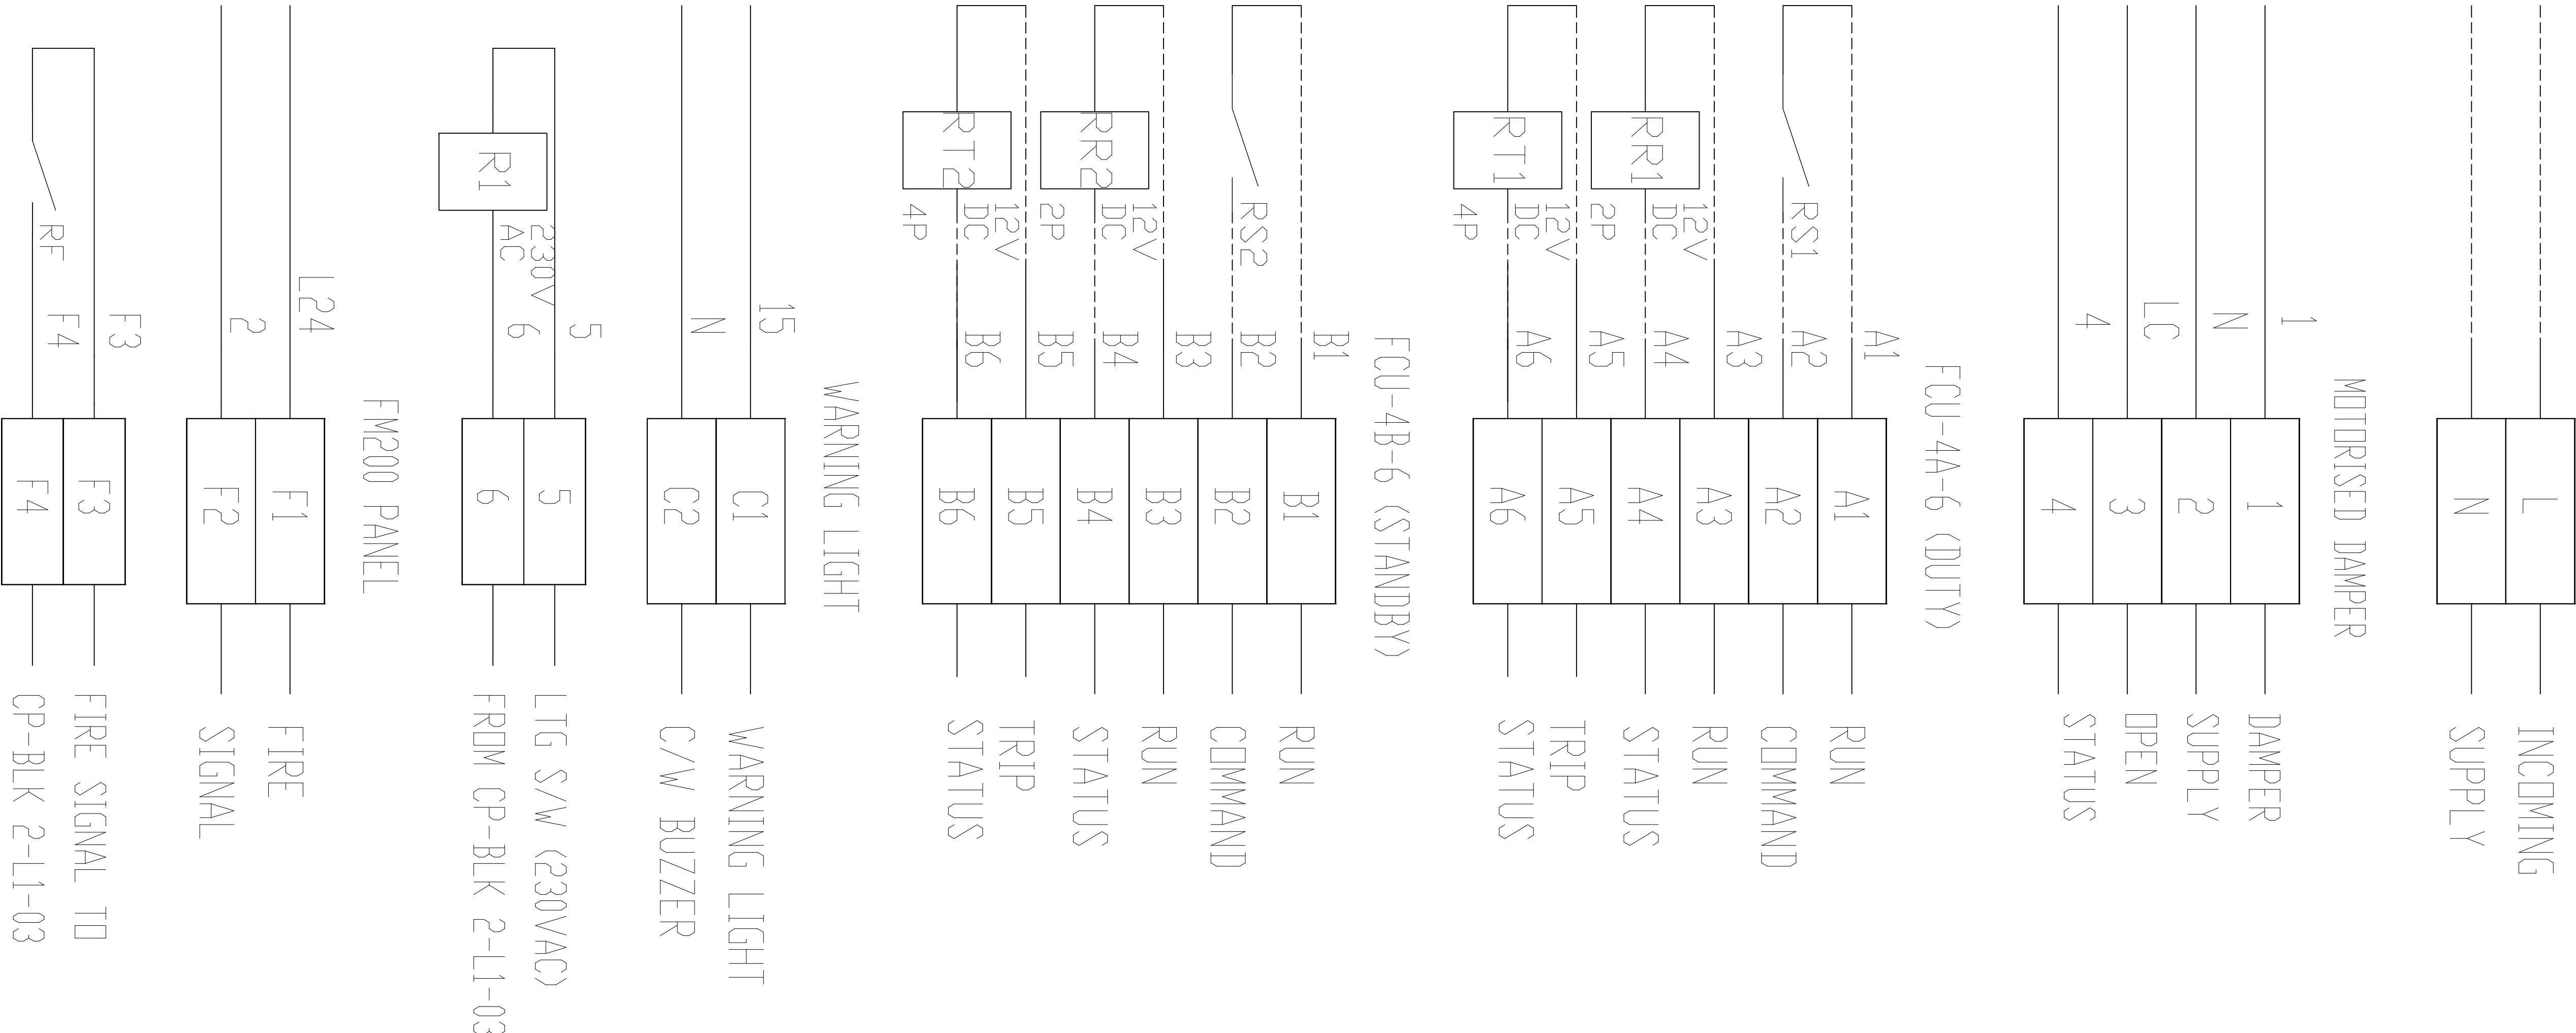 INCOMING
SUPPLY
L
N
MOTORISED DAMPER
1
N
LC
4
1
2
3
4
DAMPER
SUPPLY
OPEN
STATUS
FCU-4A-6 (DUTY)
RS1
RR1
12V
DC
2P
RT1
12V
DC
4P
A1
A2
A3
A4
A5
A6
A1
A2
A3
A4
A5
A6
RUN
COMMAND
RUN
STATUS
TRIP
STATUS
FCU-4B-6 (STANDBY)
RS2
RR2
12V
DC
2P
RT2
12V
DC
4P
B1
B2
B3
B4
B5
B6
B1
B2
B3
B4
B5
B6
RUN
COMMAND
RUN
STATUS
TRIP
STATUS
WARNING LIGHT
15
N
C1
C2
WARNING LIGHT
C/W BUZZER
R1
230V
AC
5
6
5
6
LTG S/W (230VAC)
FROM CP-BLK 2-L1-03
FM200 PANEL
L24
2
F1
F2
FIRE
SIGNAL
RF
F3
F4
F3
F4
FIRE SIGNAL TO
CP-BLK 2-L1-03